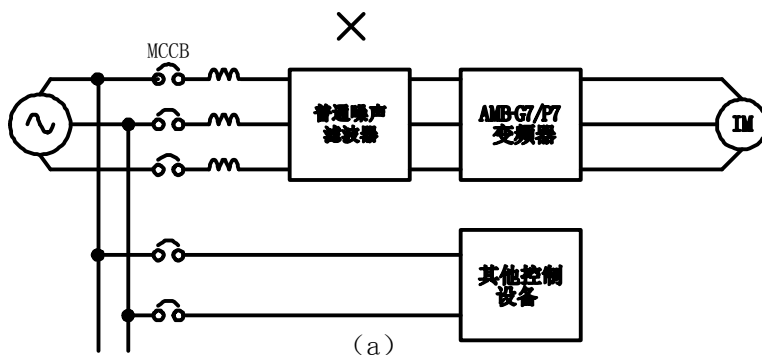 MCCB
普通噪声
滤波器
AMB-G7/P7
变频器
IM
其他控制
设备
（a）